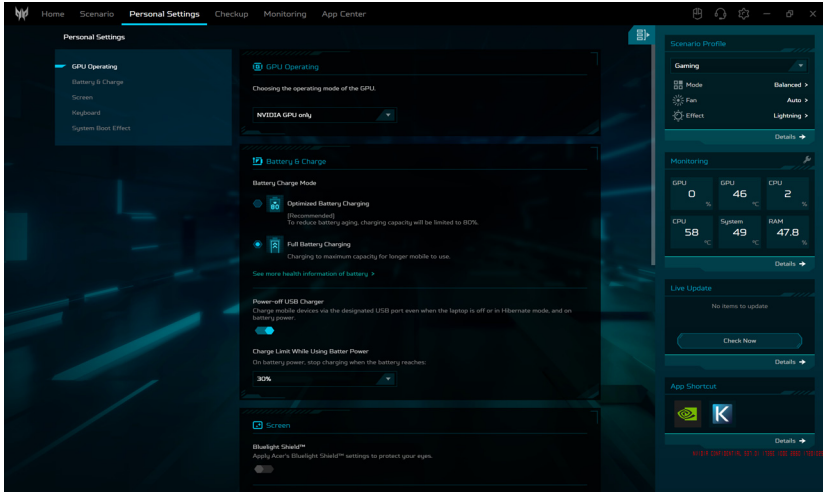 Home Scenario Personal Settings Checkup Monitoring App Center
Personal Settings
GPU Operating
Battery & Charge
Screen
Keyboard
System Boot Effect
GPU Operating
Choosing the operating mode of the GPU.
NVIDIA GPU only
Battery & Charge
Battery Charge Mode
80
Optimized Battery Charging
[Recommended]
To reduce battery aging, charging capacity will be limited to 80%.
Full Battery Charging
Charging to maximum capacity for longer mobile to use.
See more health information of battery >
Power-off USB Charger
Charge mobile devices via the designated USB port even when the laptop is off or in Hibernate mode, and on
battery power.
Charge Limit While Using Batter Power
On battery power, stop charging when the battery reaches:
30%
Screen
Bluelight Shield™
Apply Acer's Bluelight Shield™ settings to protect your eyes.
Scenario Profile
Gaming
Mode Balanced >
Fan Auto >
Effect Lightning >
Details →
Monitoring
GPU GPU CPU
0 % 46 °C 2 %
CPU System RAM
58 °C 49 °C 47.8 %
Details →
Live Update
No items to update
Check Now
Details →
App Shortcut
K
Details →